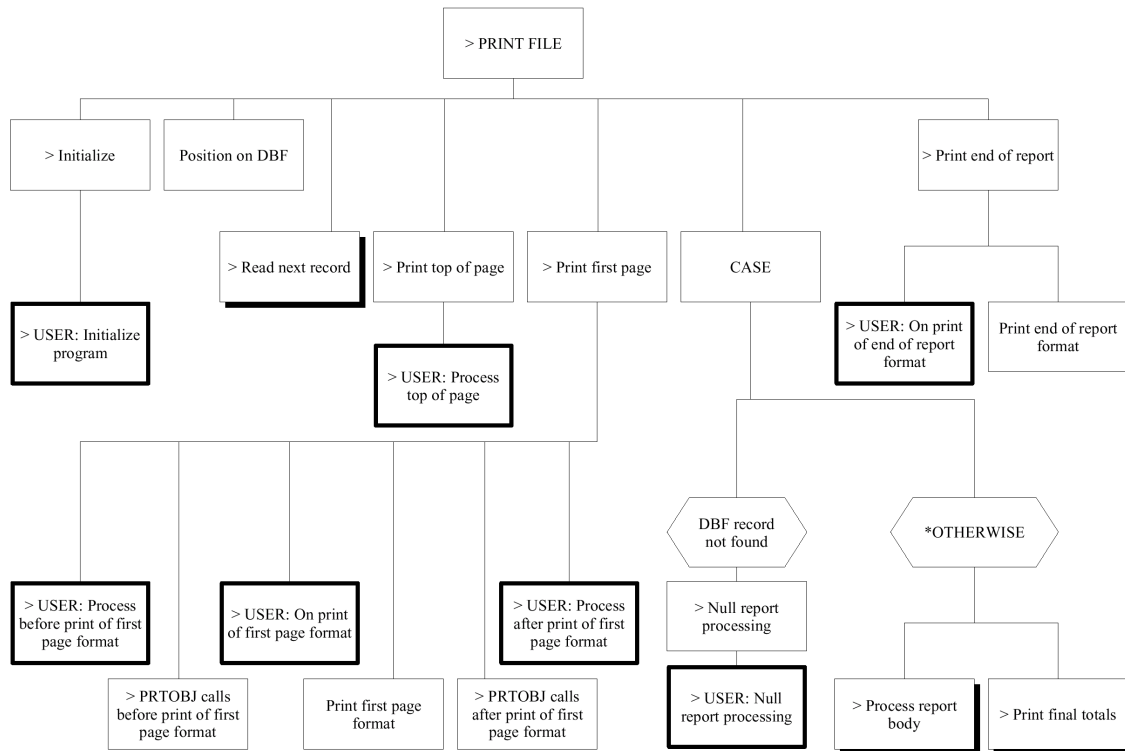 > PRINT FILE
> Initialize
Position on DBF
> Print end of report
> Read next record
> Print top of page
> Print first page
CASE
> USER: Initialize
program
> USER: On print
of end of report
format
Print end of report
format
> USER: Process
top of page
DBF record
not found
*OTHERWISE
> USER: Process
before print of first
page format
> USER: On print
of first page format
> USER: Process
after print of first
page format
> Null report
processing
> PRTOBJ calls
before print of first
page format
Print first page
format
> PRTOBJ calls
after print of first
page format
> USER: Null
report processing
> Process report
body
> Print final totals